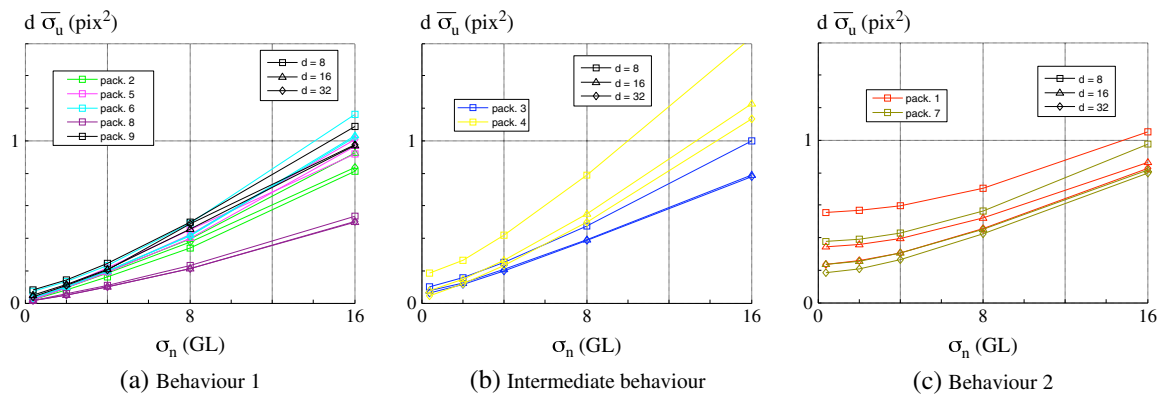 d σ̅ᵤ (pix²)
pack. 2
pack. 5
pack. 6
pack. 8
pack. 9
d = 8
d = 16
d = 32
1
0
0
8
16
σₙ (GL)
(a) Behaviour 1
d σ̅ᵤ (pix²)
pack. 3
pack. 4
d = 8
d = 16
d = 32
1
0
0
8
16
σₙ (GL)
(b) Intermediate behaviour
d σ̅ᵤ (pix²)
pack. 1
pack. 7
d = 8
d = 16
d = 32
1
0
0
8
16
σₙ (GL)
(c) Behaviour 2